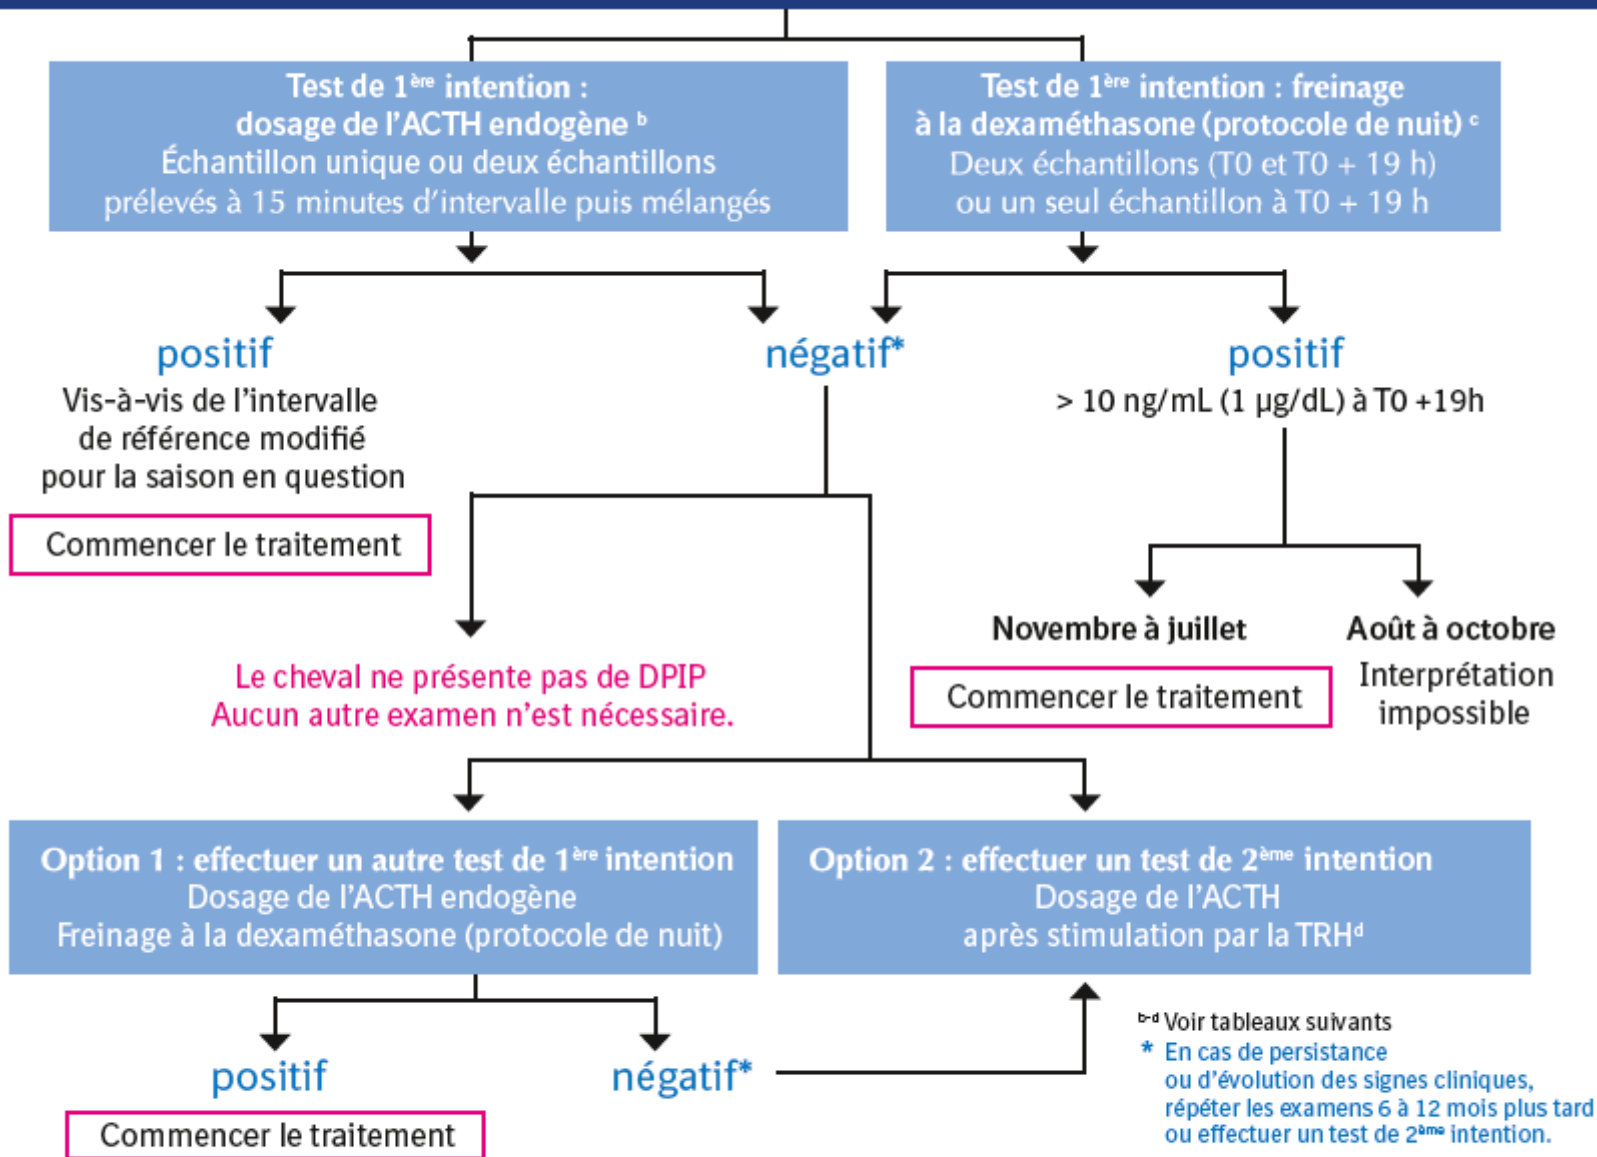 Test de 1ère intention :
dosage de l'ACTH endogène b
Échantillon unique ou deux échantillons
prélevés à 15 minutes d'intervalle puis mélangés
Test de 1ère intention : freinage
à la dexaméthasone (protocole de nuit) c
Deux échantillons (T0 et T0 + 19 h)
ou un seul échantillon à T0 + 19 h
positif
Vis-à-vis de l'intervalle
de référence modifié
pour la saison en question
Commencer le traitement
négatif*
positif
> 10 ng/mL (1 µg/dL) à T0 +19h
Novembre à juillet
Commencer le traitement
Août à octobre
Interprétation
impossible
Le cheval ne présente pas de DPIP
Aucun autre examen n'est nécessaire.
Option 1 : effectuer un autre test de 1ère intention
Dosage de l'ACTH endogène
Freinage à la dexaméthasone (protocole de nuit)
Option 2 : effectuer un test de 2ème intention
Dosage de l'ACTH
après stimulation par la TRHd
positif
Commencer le traitement
négatif*
b-d Voir tableaux suivants
* En cas de persistance
ou d'évolution des signes cliniques,
répéter les examens 6 à 12 mois plus tard
ou effectuer un test de 2ème intention.